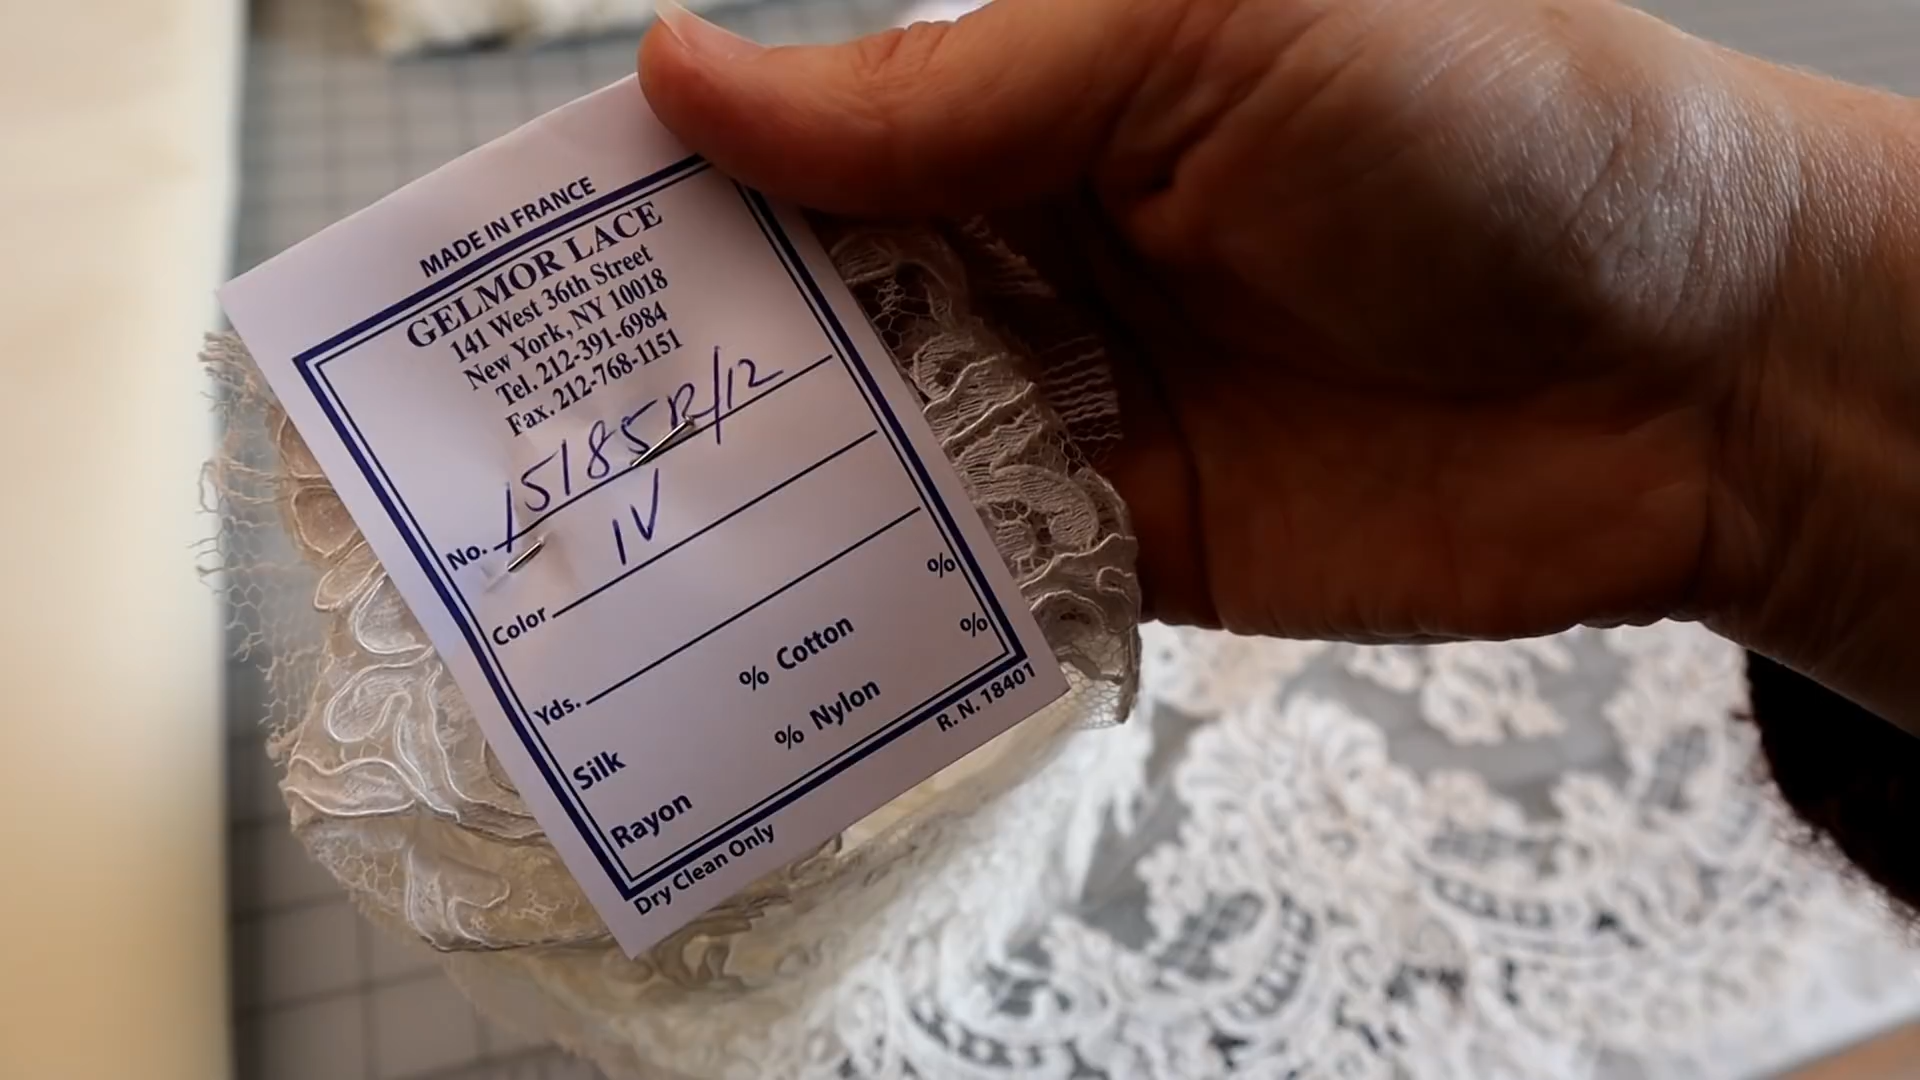 MADE IN FRANCE
GELMOR LACE
141 West 36th Street
New York, NY 10018
Tel. 212-391-6984
Fax. 212-768-1151
No. 15185B/12
Color IV
Yds.
Silk % Cotton %
Rayon % Nylon %
Dry Clean Only R. N. 18401